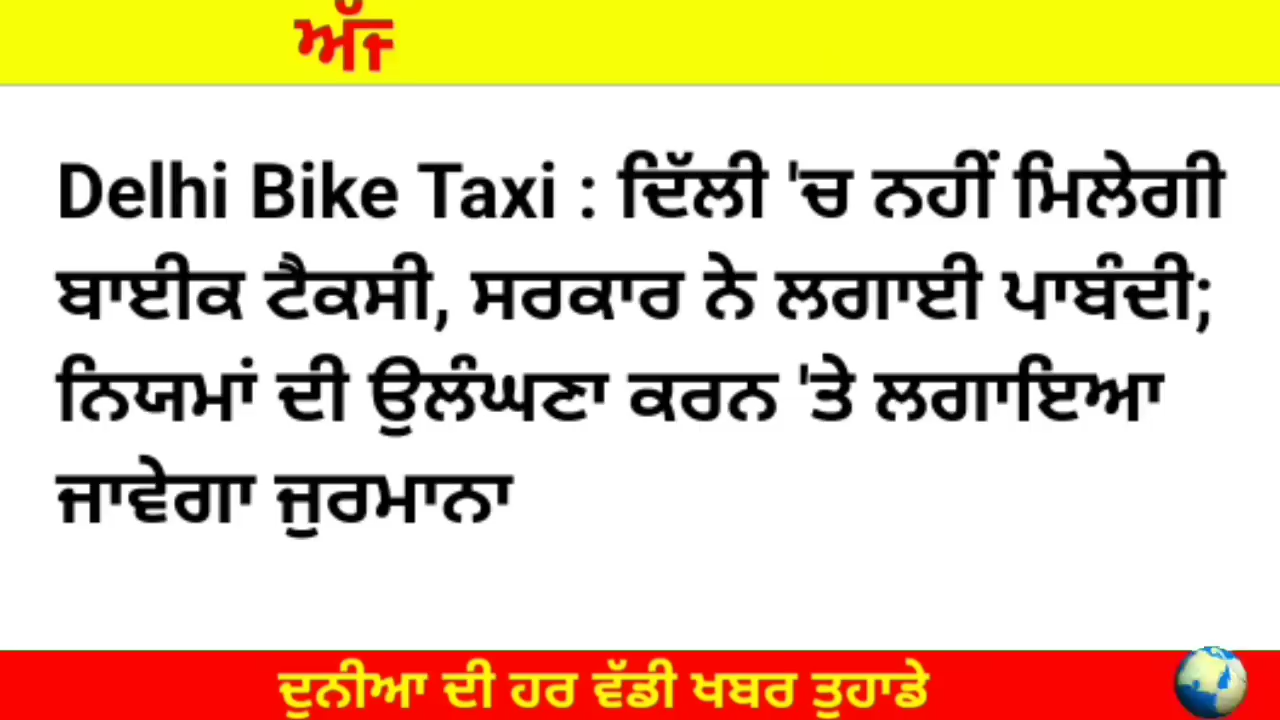 ਅੱਜ
Delhi Bike Taxi : ਦਿੱਲੀ 'ਚ ਨਹੀਂ ਮਿਲੇਗੀ
ਬਾਈਕ ਟੈਕਸੀ, ਸਰਕਾਰ ਨੇ ਲਗਾਈ ਪਾਬੰਦੀ;
ਨਿਯਮਾਂ ਦੀ ਉਲੰਘਣਾ ਕਰਨ 'ਤੇ ਲਗਾਇਆ
ਜਾਵੇਗਾ ਜੁਰਮਾਨਾ
ਦੁਨੀਆ ਦੀ ਹਰ ਵੱਡੀ ਖਬਰ ਤੁਹਾਡੇ